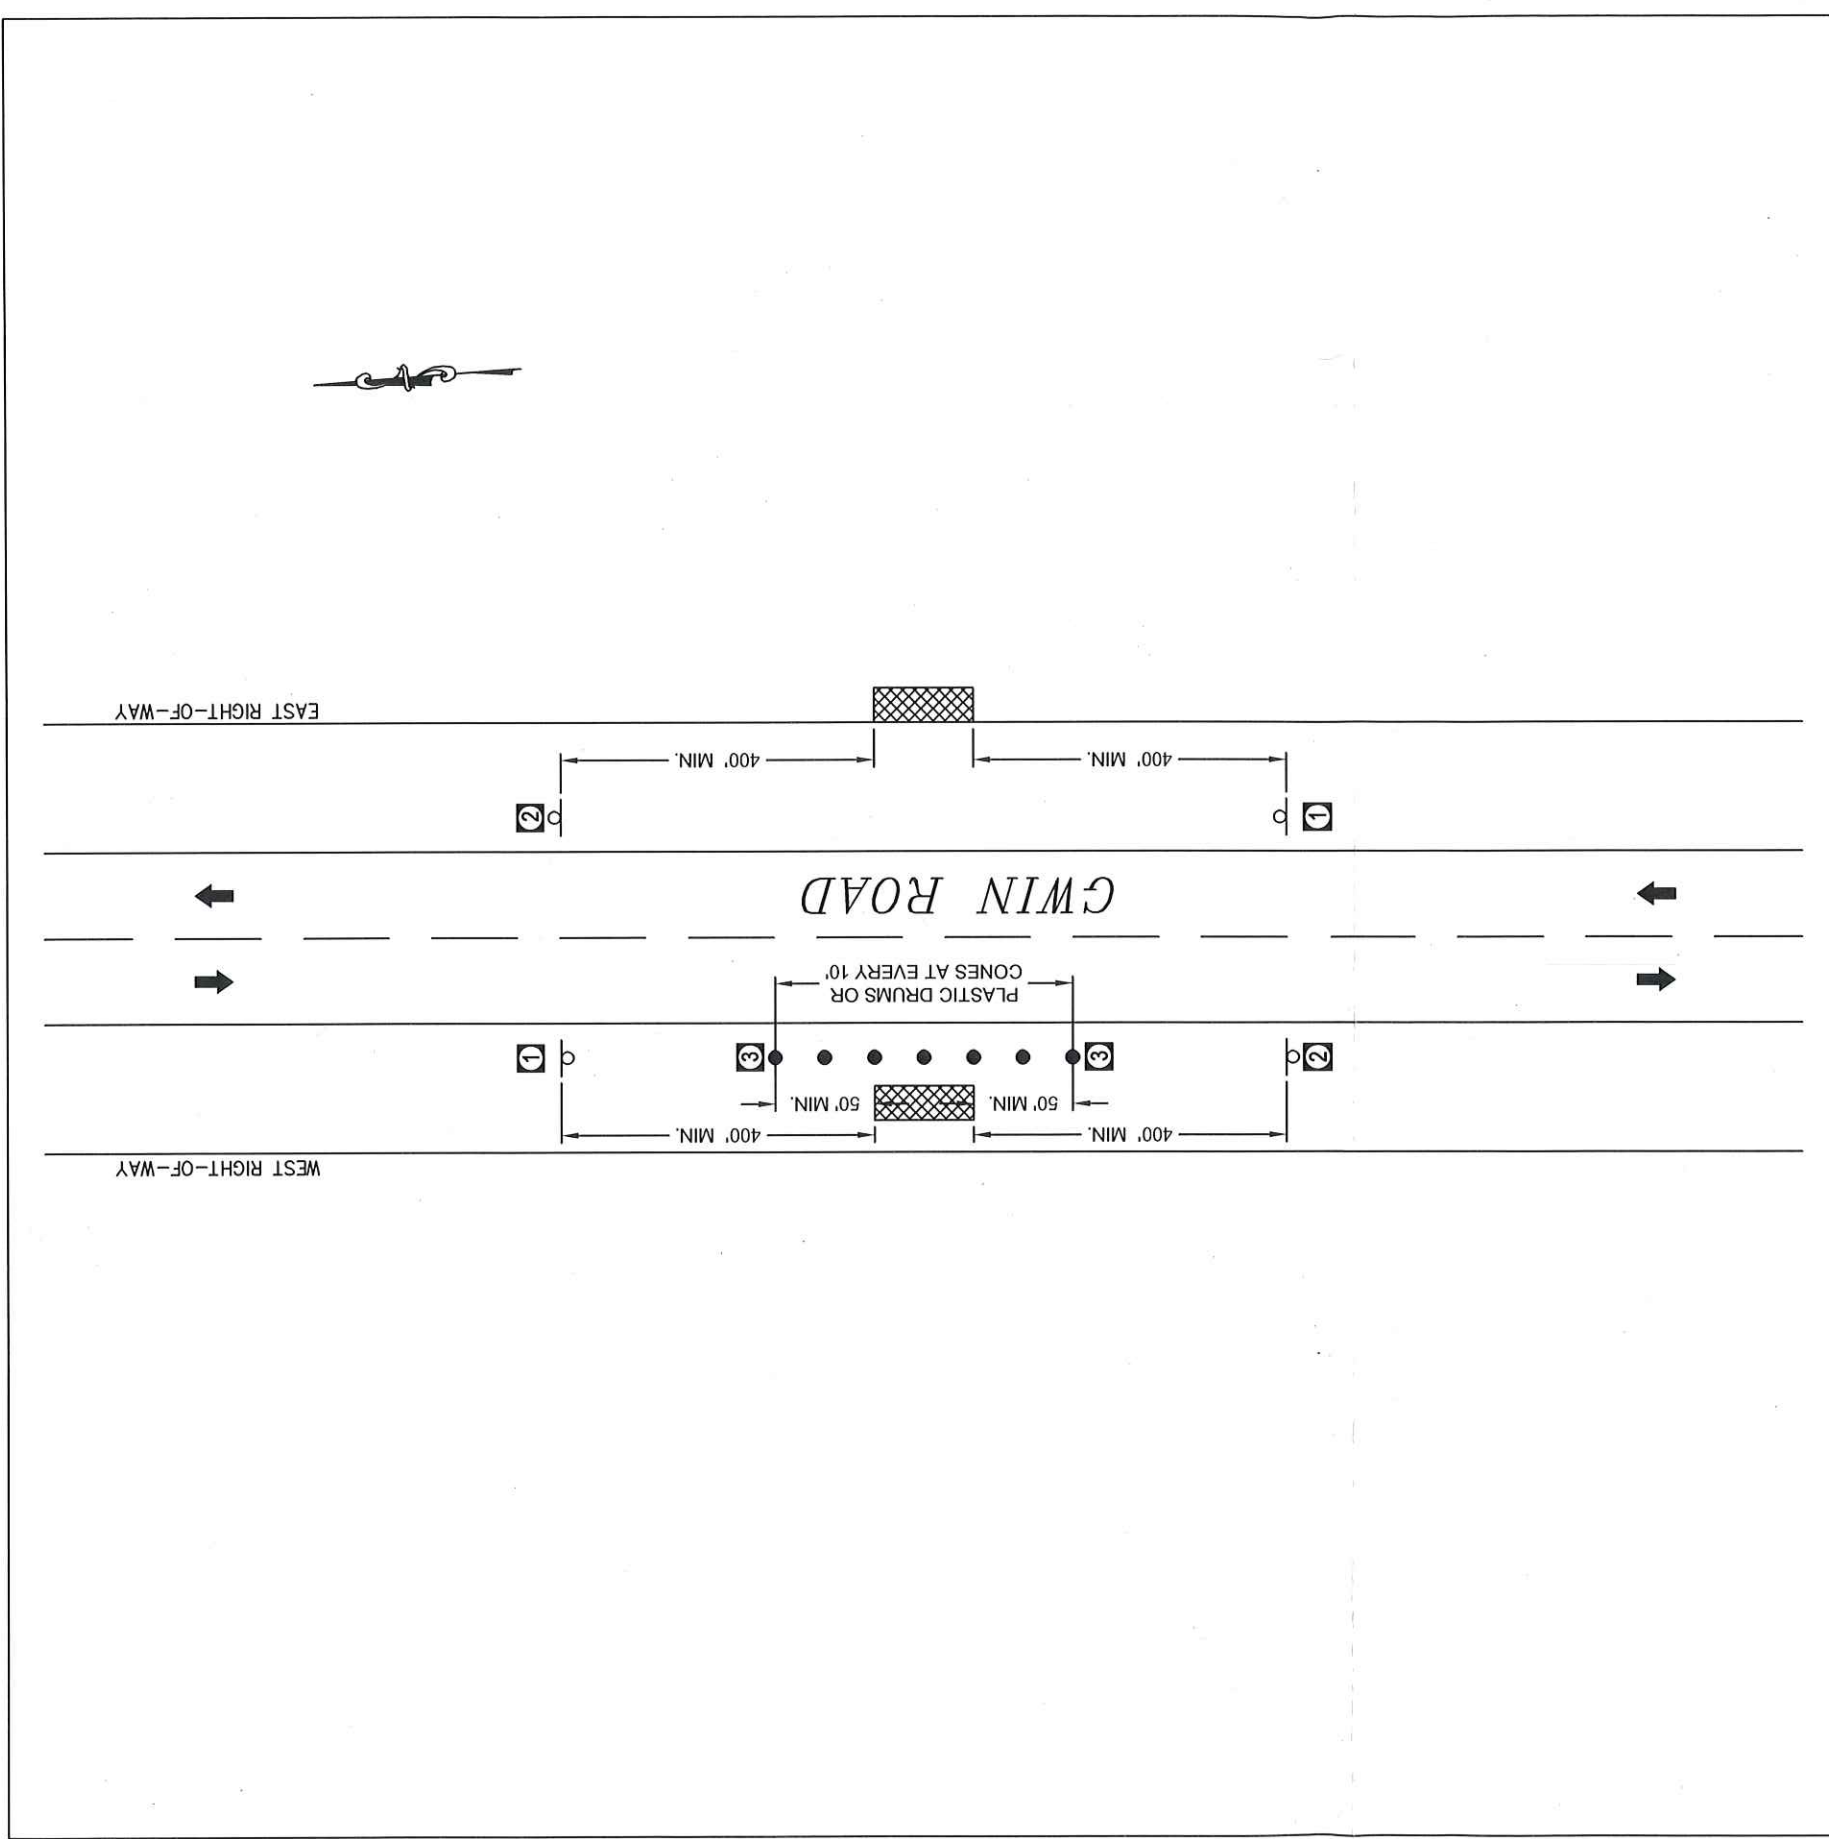 WEST RIGHT-OF-WAY
400' MIN.
400' MIN.
50' MIN.
50' MIN.
2
3
3
1
PLASTIC DRUMS OR
CONES AT EVERY 10'
GWIN ROAD
1
2
400' MIN.
400' MIN.
EAST RIGHT-OF-WAY